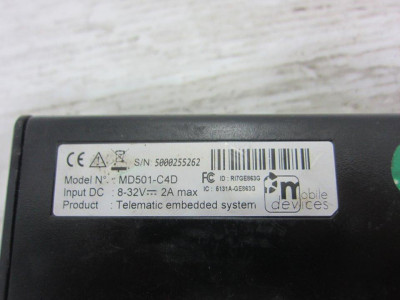 CE S/N: 5000255262
Model N°. : MD501-C4D
FC ID : RI7GE863G
Input DC : 8-32V⎓ 2A max
IC : 5131A-GE863G
Product : Telematic embedded system
mobile
devices